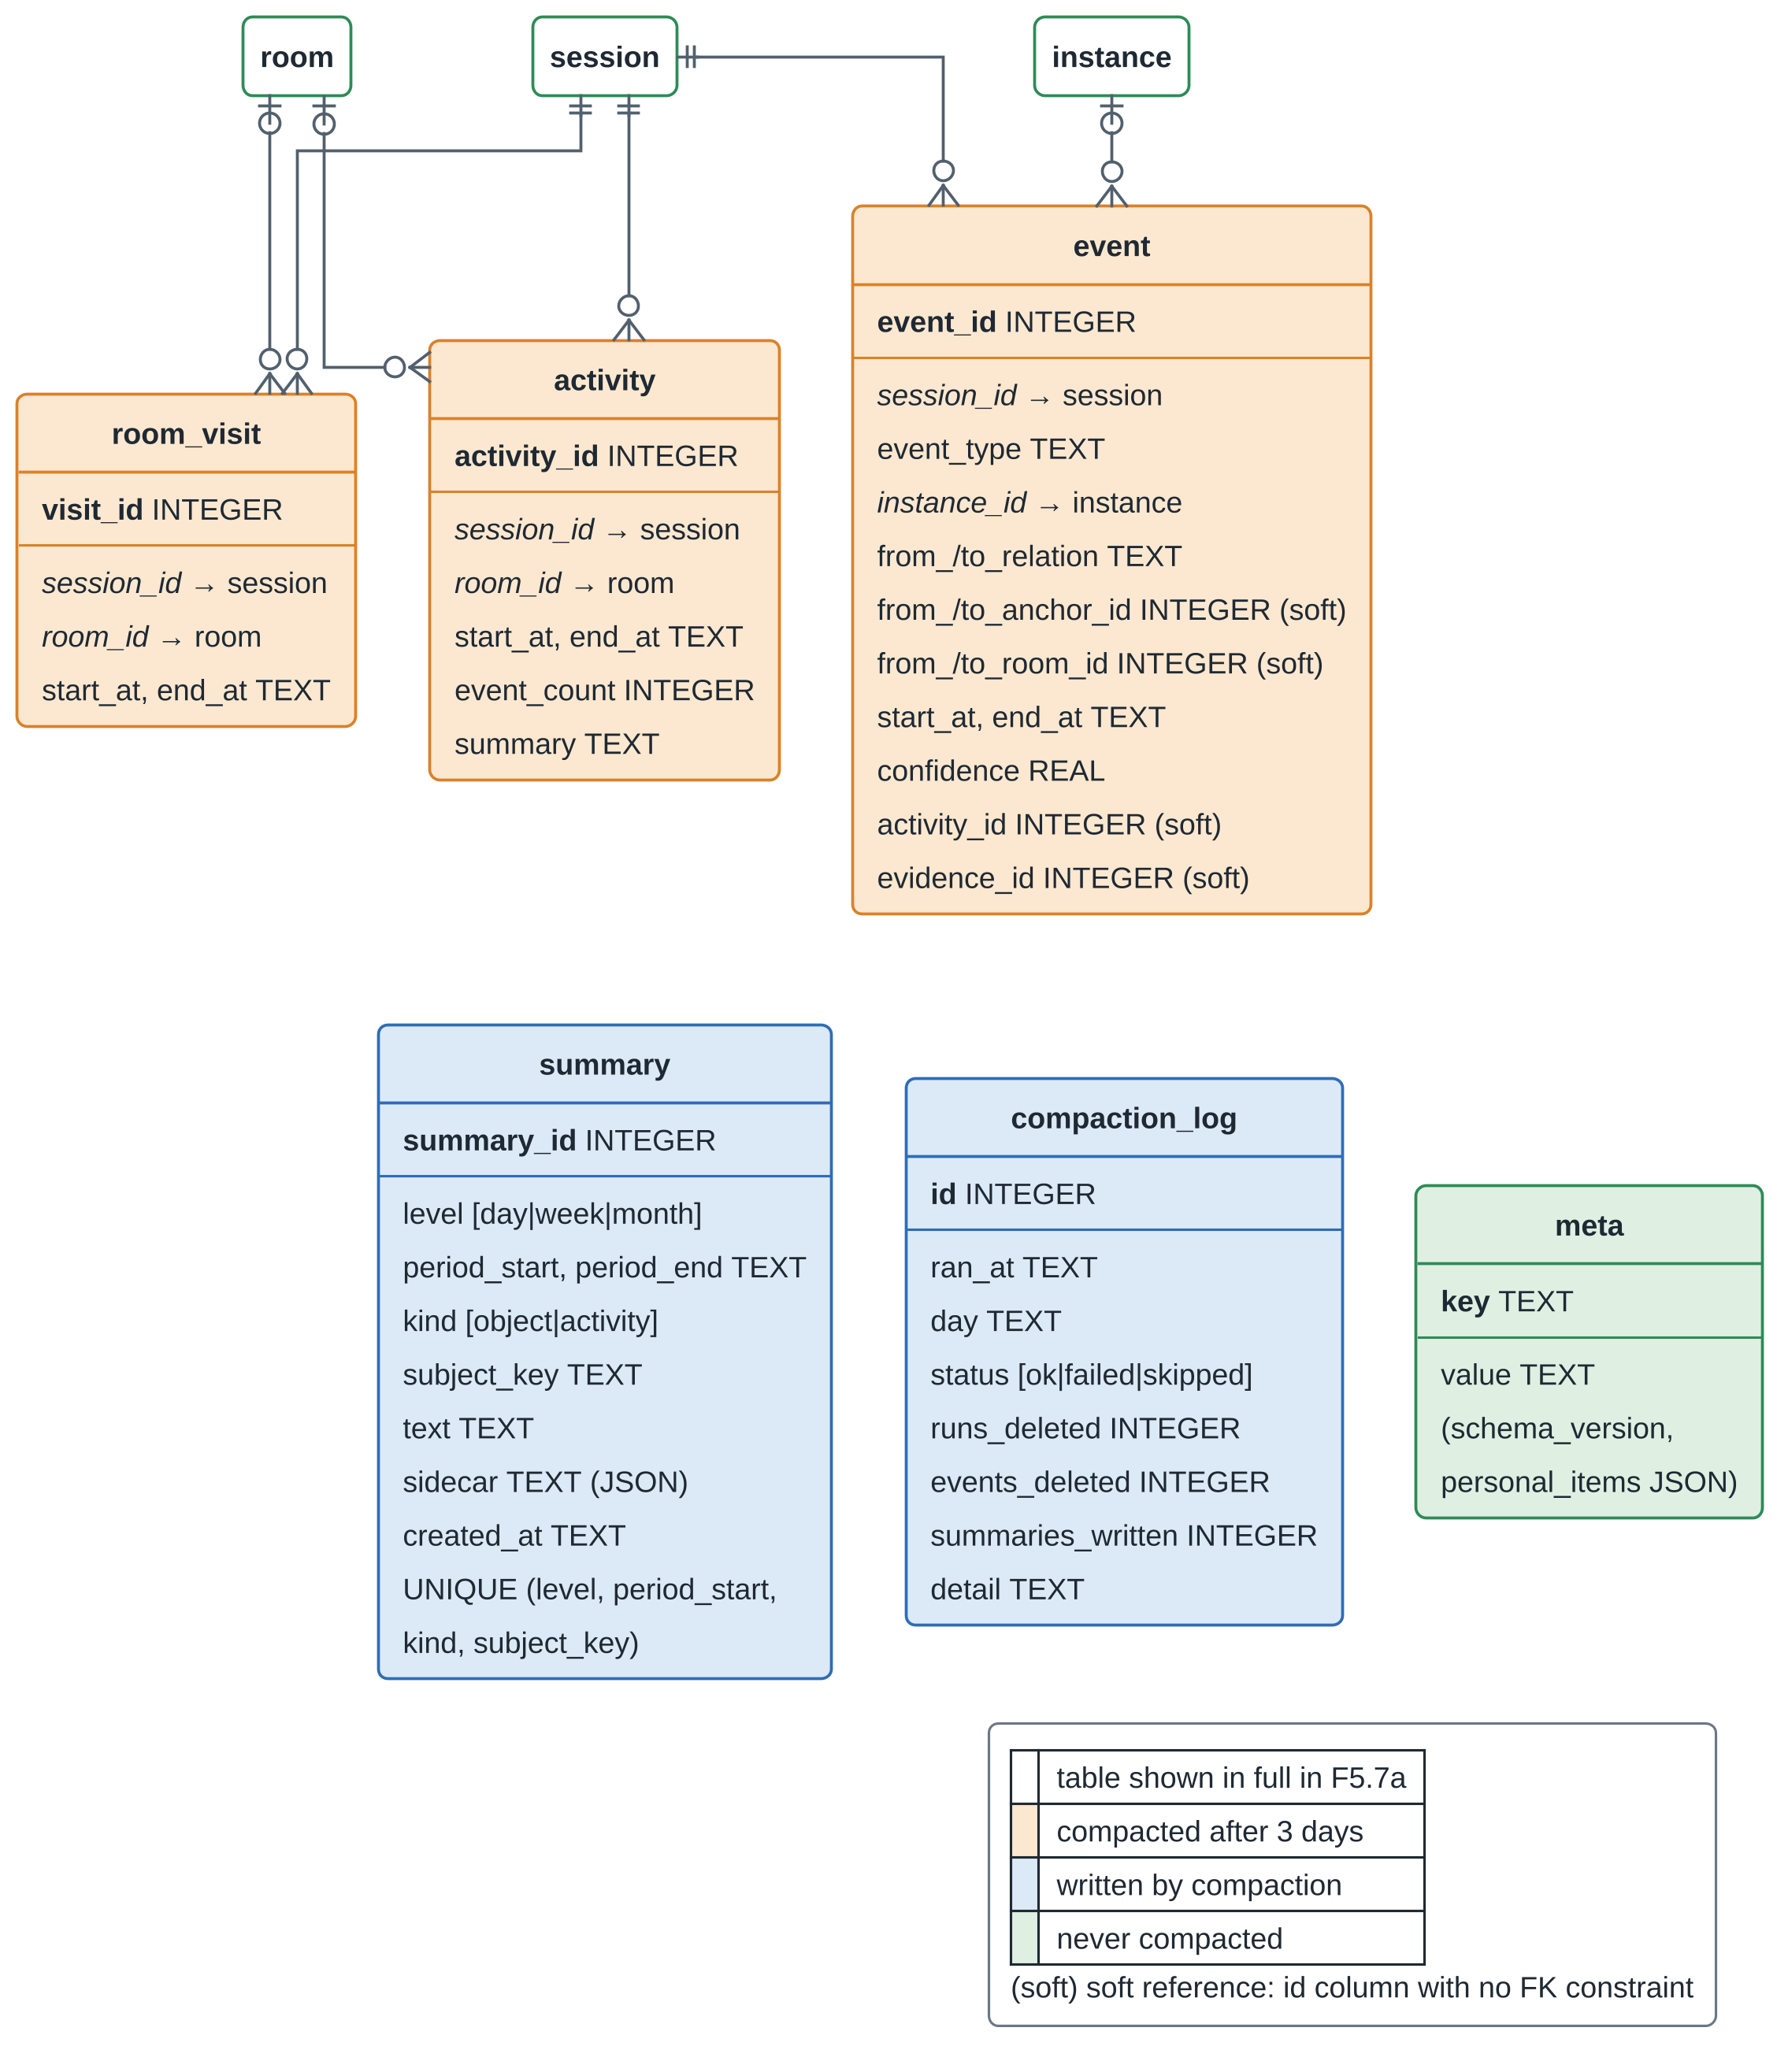 room
session
instance
event
event_id INTEGER
session_id → session
event_type TEXT
instance_id → instance
from_/to_relation TEXT
from_/to_anchor_id INTEGER (soft)
from_/to_room_id INTEGER (soft)
start_at, end_at TEXT
confidence REAL
activity_id INTEGER (soft)
evidence_id INTEGER (soft)
activity
activity_id INTEGER
session_id → session
room_id → room
start_at, end_at TEXT
event_count INTEGER
summary TEXT
room_visit
visit_id INTEGER
session_id → session
room_id → room
start_at, end_at TEXT
summary
summary_id INTEGER
level [day|week|month]
period_start, period_end TEXT
kind [object|activity]
subject_key TEXT
text TEXT
sidecar TEXT (JSON)
created_at TEXT
UNIQUE (level, period_start,
kind, subject_key)
compaction_log
id INTEGER
ran_at TEXT
day TEXT
status [ok|failed|skipped]
runs_deleted INTEGER
events_deleted INTEGER
summaries_written INTEGER
detail TEXT
meta
key TEXT
value TEXT
(schema_version,
personal_items JSON)
table shown in full in F5.7a
compacted after 3 days
written by compaction
never compacted
(soft) soft reference: id column with no FK constraint